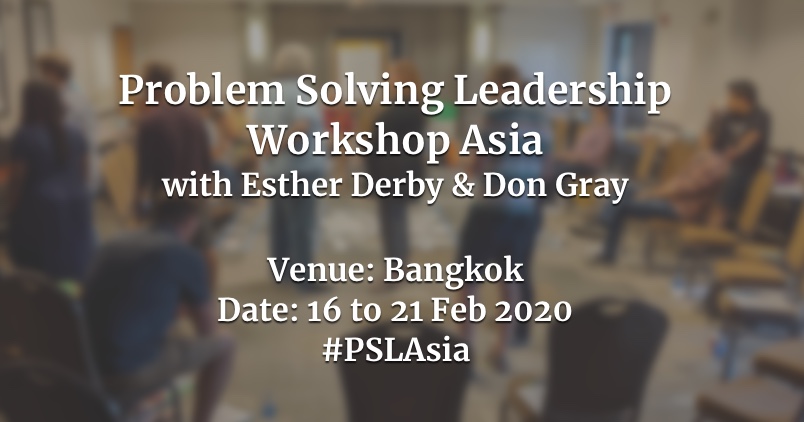 Problem Solving Leadership
Workshop Asia
with Esther Derby & Don Gray
Venue: Bangkok
Date: 16 to 21 Feb 2020
#PSLAsia